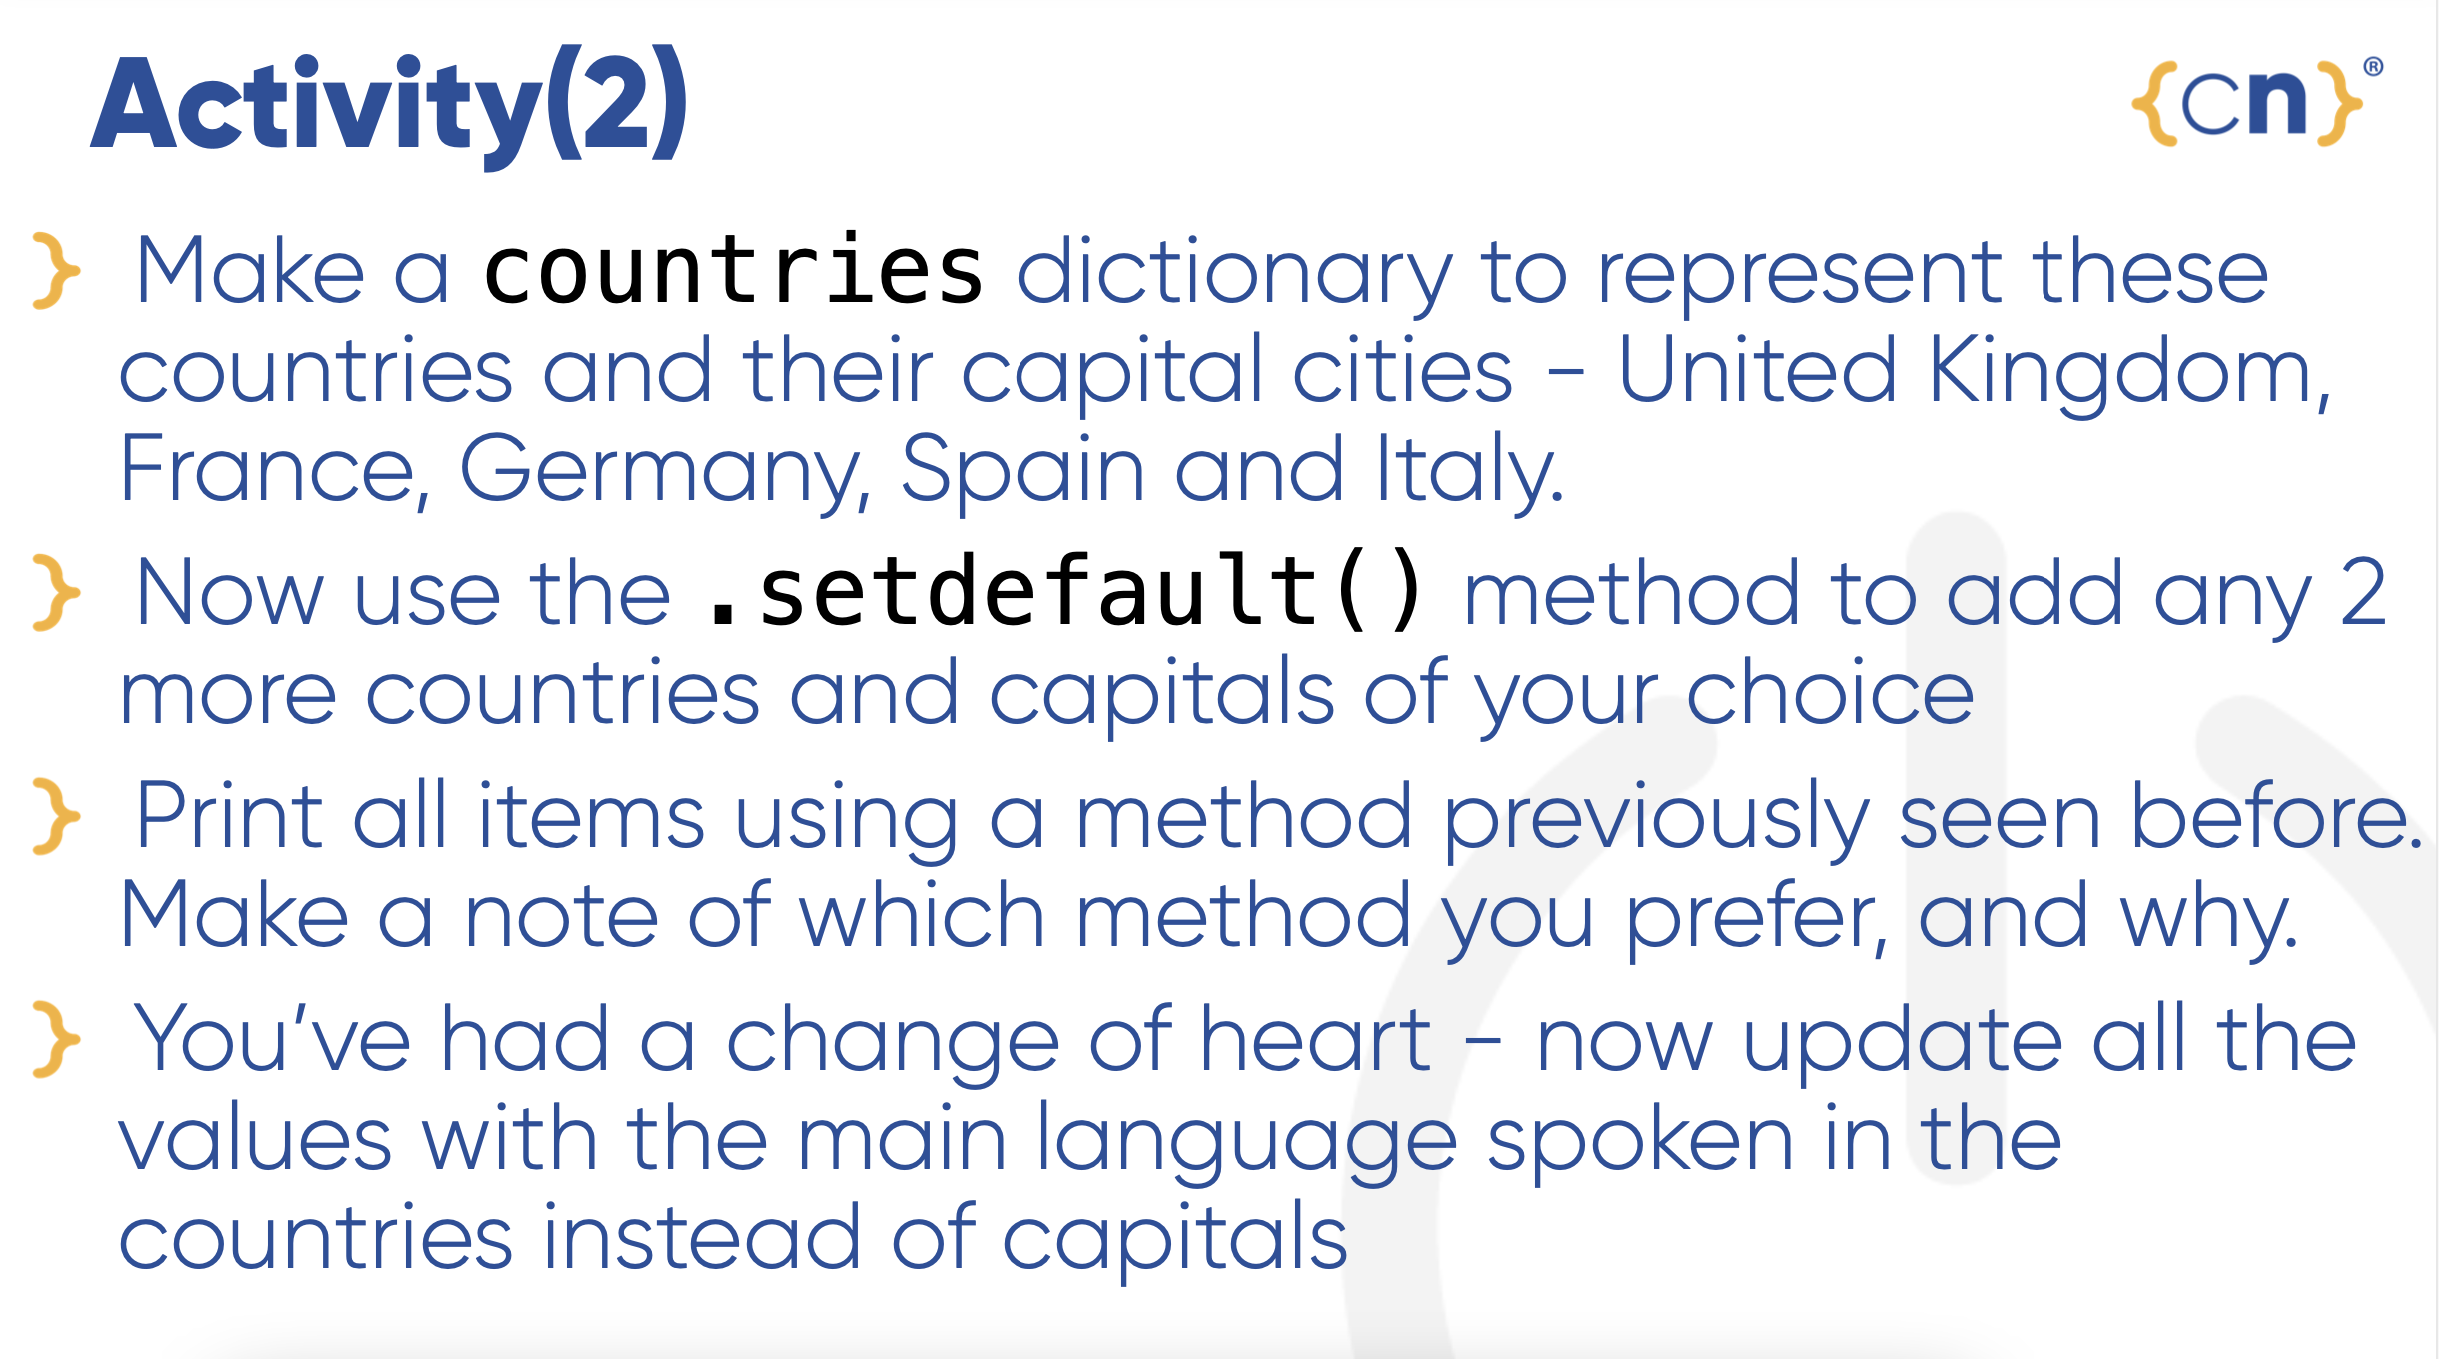 Activity(2)
{cn}®
} Make a countries dictionary to represent these
countries and their capital cities - United Kingdom,
France, Germany, Spain and Italy.
} Now use the .setdefault() method to add any 2
more countries and capitals of your choice
} Print all items using a method previously seen before.
Make a note of which method you prefer, and why.
} You’ve had a change of heart - now update all the
values with the main language spoken in the
countries instead of capitals